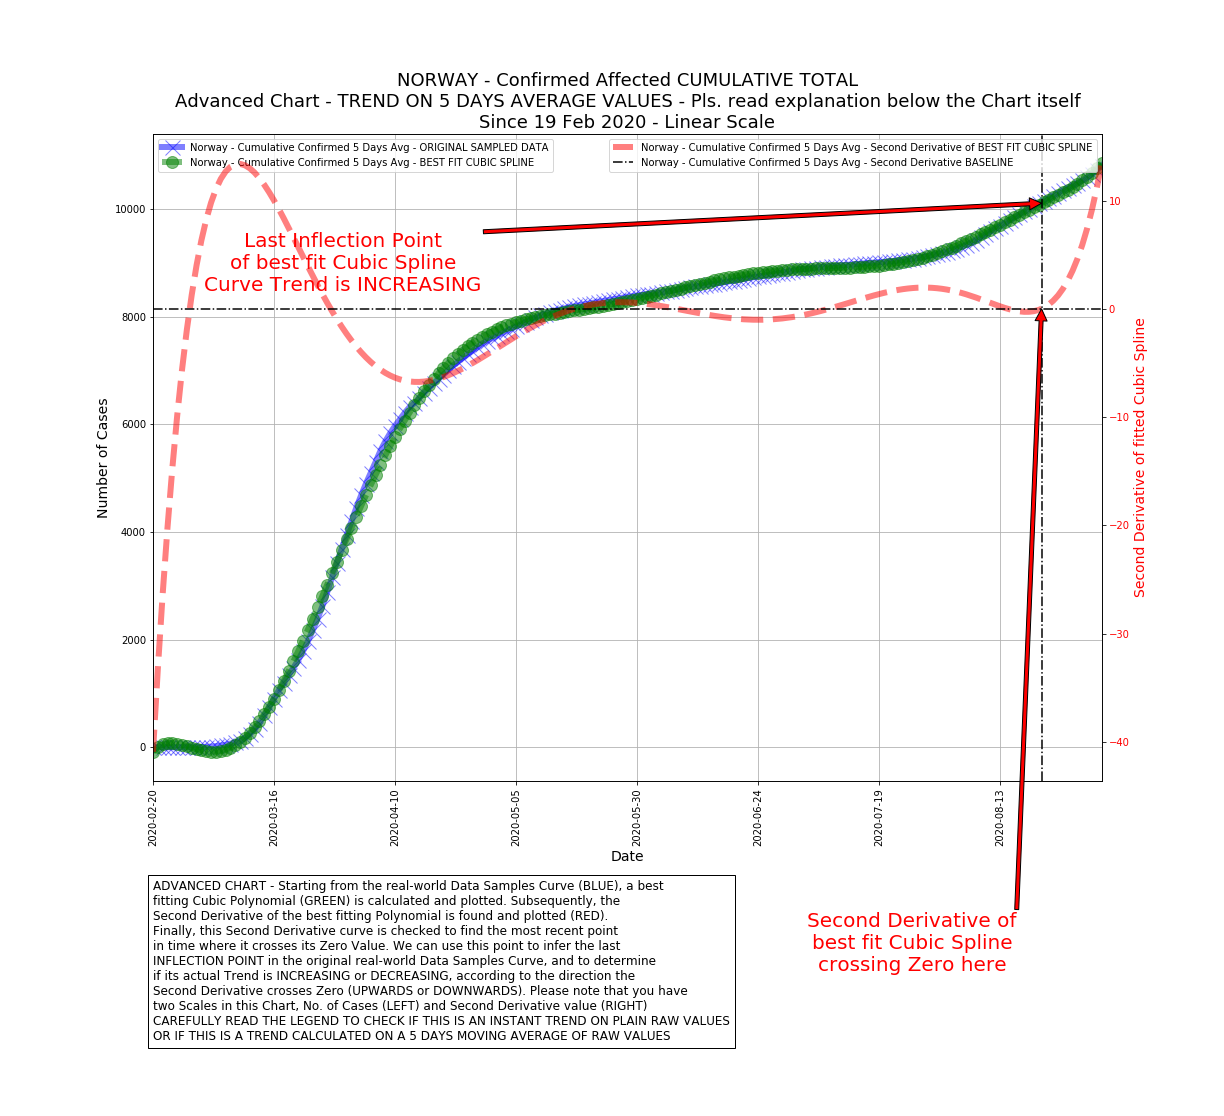 NORWAY - Confirmed Affected CUMULATIVE TOTAL
Advanced Chart - TREND ON 5 DAYS AVERAGE VALUES - Pls. read explanation below the Chart itself
Since 19 Feb 2020 - Linear Scale
Norway - Cumulative Confirmed 5 Days Avg - ORIGINAL SAMPLED DATA
Norway - Cumulative Confirmed 5 Days Avg - BEST FIT CUBIC SPLINE
Norway - Cumulative Confirmed 5 Days Avg - Second Derivative of BEST FIT CUBIC SPLINE
Norway - Cumulative Confirmed 5 Days Avg - Second Derivative BASELINE
Last Inflection Point
of best fit Cubic Spline
Curve Trend is INCREASING
Number of Cases
10000
8000
6000
4000
2000
0
10
0
−10
−20
−30
−40
Second Derivative of fitted Cubic Spline
2020-02-20
2020-03-16
2020-04-10
2020-05-05
2020-05-30
2020-06-24
2020-07-19
2020-08-13
Date
ADVANCED CHART - Starting from the real-world Data Samples Curve (BLUE), a best
fitting Cubic Polynomial (GREEN) is calculated and plotted. Subsequently, the
Second Derivative of the best fitting Polynomial is found and plotted (RED).
Finally, this Second Derivative curve is checked to find the most recent point
in time where it crosses its Zero Value. We can use this point to infer the last
INFLECTION POINT in the original real-world Data Samples Curve, and to determine
if its actual Trend is INCREASING or DECREASING, according to the direction the
Second Derivative crosses Zero (UPWARDS or DOWNWARDS). Please note that you have
two Scales in this Chart, No. of Cases (LEFT) and Second Derivative value (RIGHT)
CAREFULLY READ THE LEGEND TO CHECK IF THIS IS AN INSTANT TREND ON PLAIN RAW VALUES
OR IF THIS IS A TREND CALCULATED ON A 5 DAYS MOVING AVERAGE OF RAW VALUES
Second Derivative of
best fit Cubic Spline
crossing Zero here